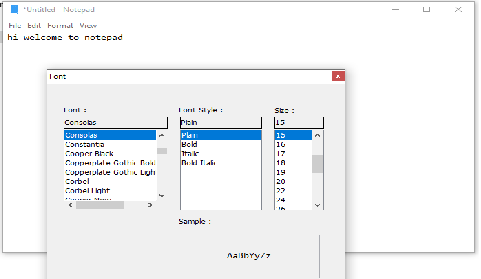 *Untitled - Notepad
File Edit Format View
hi welcome to notepad
Font
Font : Font Style : Size :
Consolas Plain 15
Consolas Plain 15
Constantia Bold 16
Cooper Black Italic 17
Copperplate Gothic Bold Bold Italic 18
Copperplate Gothic Ligh 19
Corbel 20
Corbel Light 22
24
Sample :
AaBbYyZz